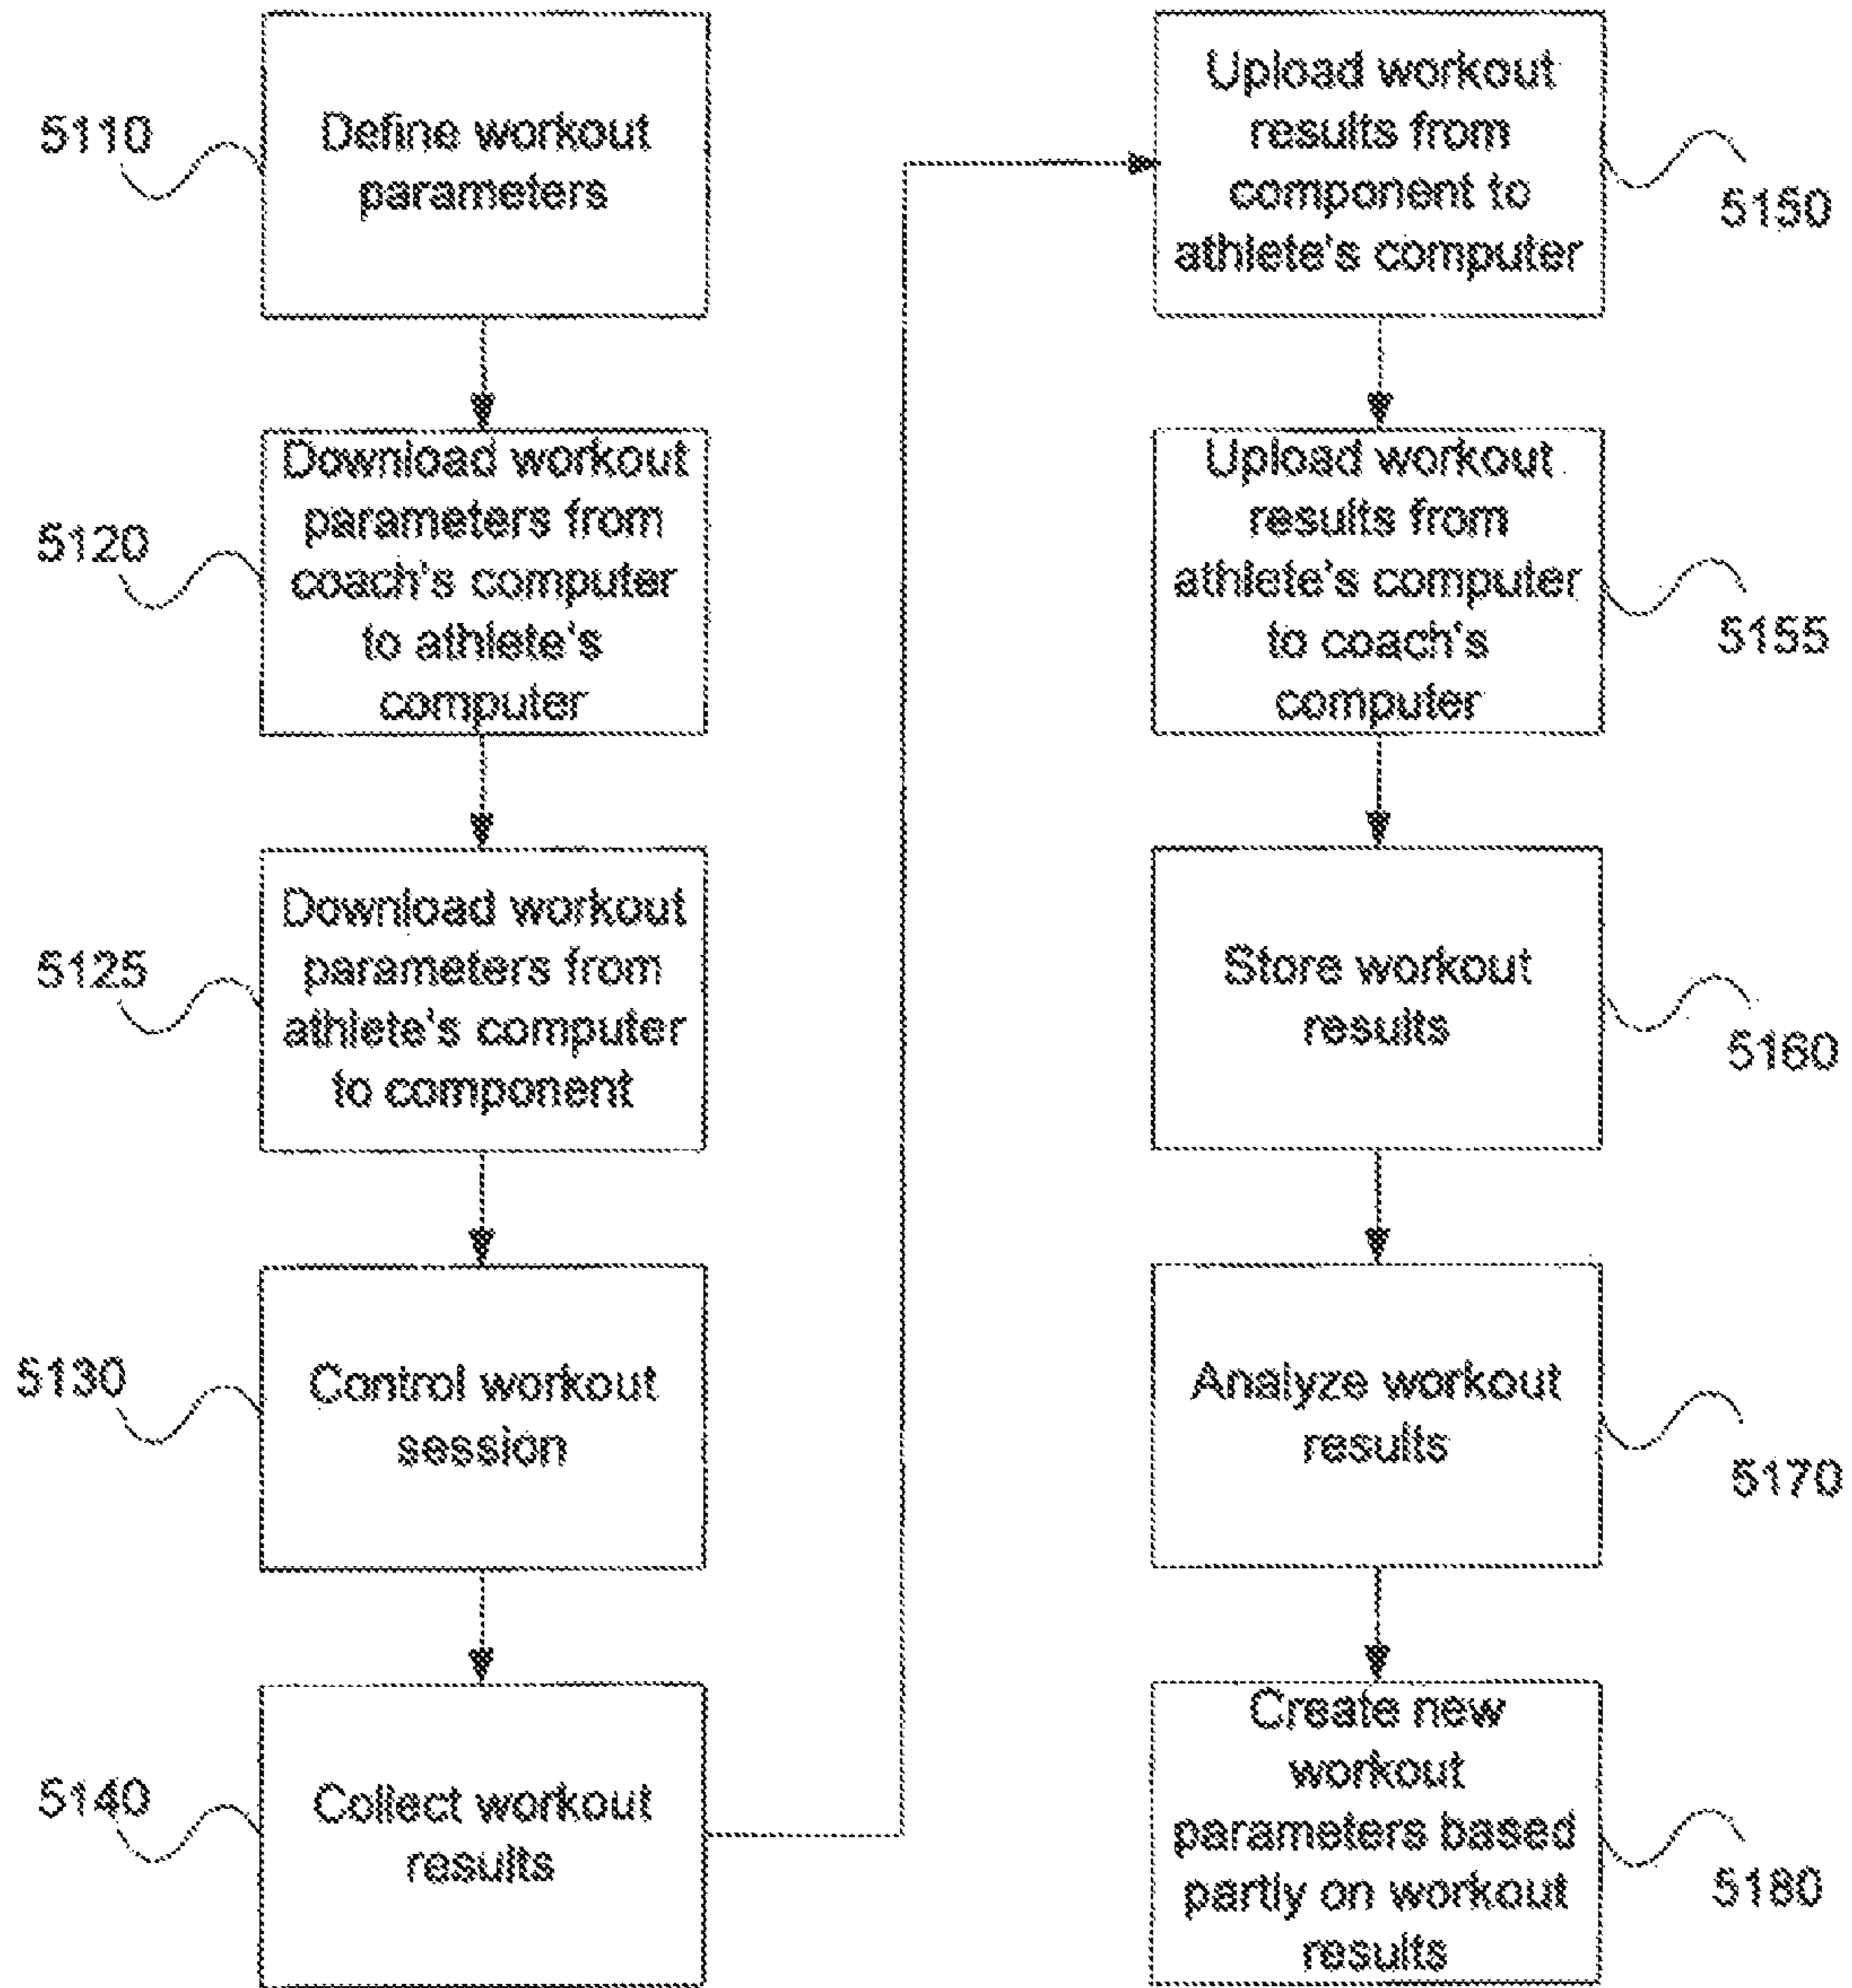 5110
Define workout
parameters
5120
Download workout
parameters from
coach's computer
to athlete's
computer
5125
Download workout
parameters from
athlete's computer
to component
5130
Control workout
session
5140
Collect workout
results
Upload workout
results from
component to
athlete's computer
5150
Upload workout
results from
athlete's computer
to coach's
computer
5155
Store workout
results
5160
Analyze workout
results
5170
Create new
workout
parameters based
partly on workout
results
5180